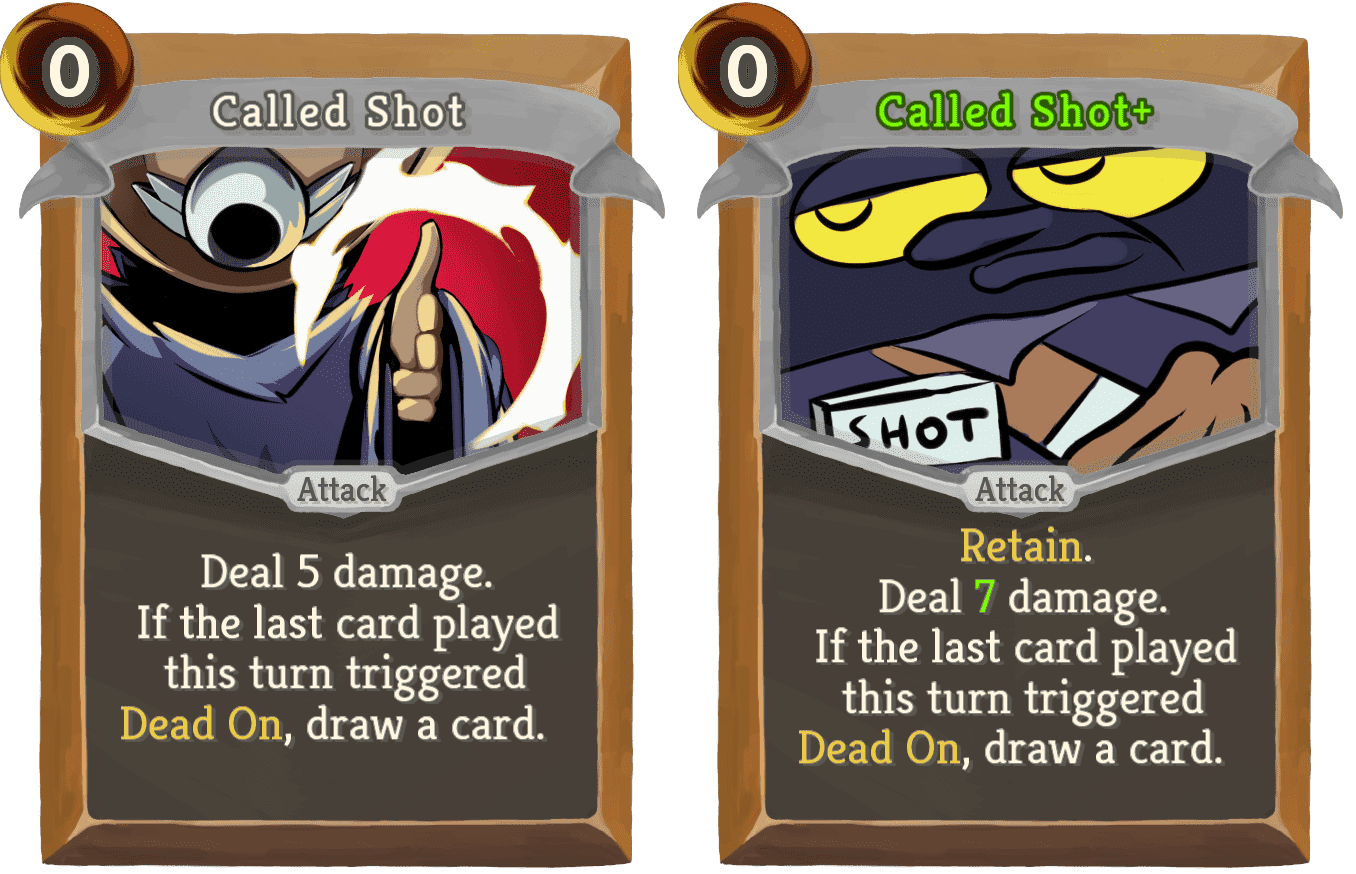 0
Called Shot
Attack
Deal 5 damage.
If the last card played
this turn triggered
Dead On, draw a card.
0
Called Shot+
SHOT
Attack
Retain.
Deal 7 damage.
If the last card played
this turn triggered
Dead On, draw a card.